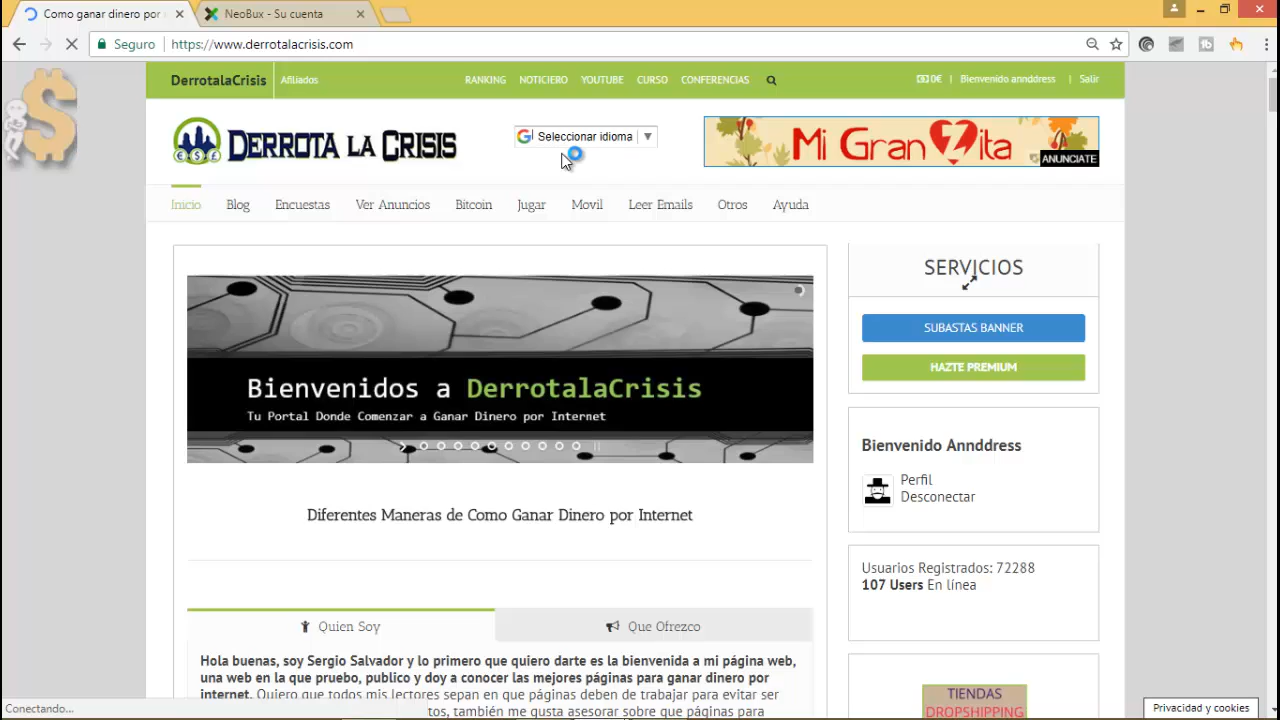 Como ganar dinero por
NeoBux - Su cuenta
Seguro
https://www.derrotalacrisis.com
DerrotalaCrisis
Afiliados
RANKING
NOTICIERO
YOUTUBE
CURSO
CONFERENCIAS
0€
Bienvenido annddress
Salir
DERROTA LA CRISIS
Seleccionar idioma
Mi Gran Vita
ANUNCIATE
Inicio
Blog
Encuestas
Ver Anuncios
Bitcoin
Jugar
Movil
Leer Emails
Otros
Ayuda
SERVICIOS
SUBASTAS BANNER
HAZTE PREMIUM
Bienvenidos a DerrotalaCrisis
Tu Portal Donde Comenzar a Ganar Dinero por Internet
Bienvenido Annddress
Perfil
Desconectar
Diferentes Maneras de Como Ganar Dinero por Internet
Usuarios Registrados: 72288
107 Users En línea
Quien Soy
Que Ofrezco
Hola buenas, soy Sergio Salvador y lo primero que quiero darte es la bienvenida a mi página web,
una web en la que pruebo, publico y doy a conocer las mejores páginas para ganar dinero por
internet. Quiero que todos mis lectores sepan en que páginas deben de trabajar para evitar ser
tos, también me gusta asesorar sobre que páginas para
TIENDAS
DROPSHIPPING
Conectando...
Privacidad y cookies